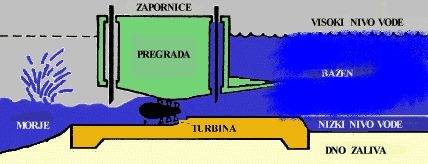 ZAPORNICE
VISOKI NIVO VODE
PREGRADA
BAZEN
MORJE
TURBINA
NIZKI NIVO VODE
DNO ZALIVA